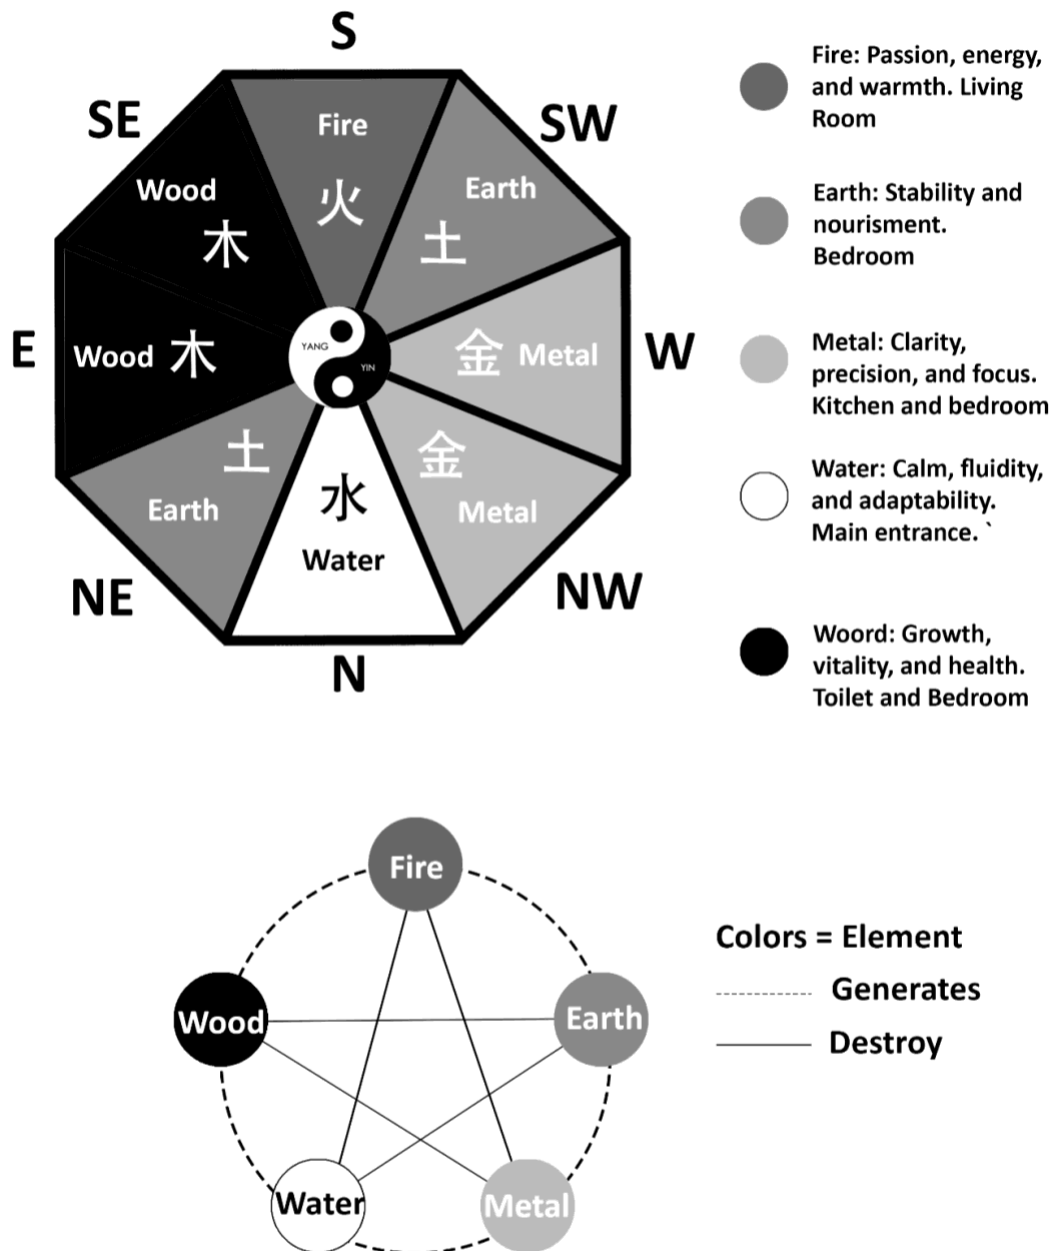 S
SE
SW
Fire
火
Wood
木
Earth
土
E
Wood 木
YANG
YIN
金 Metal
W
土
Earth
水
Water
金
Metal
NE
NW
N
Fire: Passion, energy,
and warmth. Living
Room
Earth: Stability and
nourisment.
Bedroom
Metal: Clarity,
precision, and focus.
Kitchen and bedroom
Water: Calm, fluidity,
and adaptability.
Main entrance. `
Woord: Growth,
vitality, and health.
Toilet and Bedroom
Fire
Wood
Earth
Water
Metal
Colors = Element
Generates
Destroy